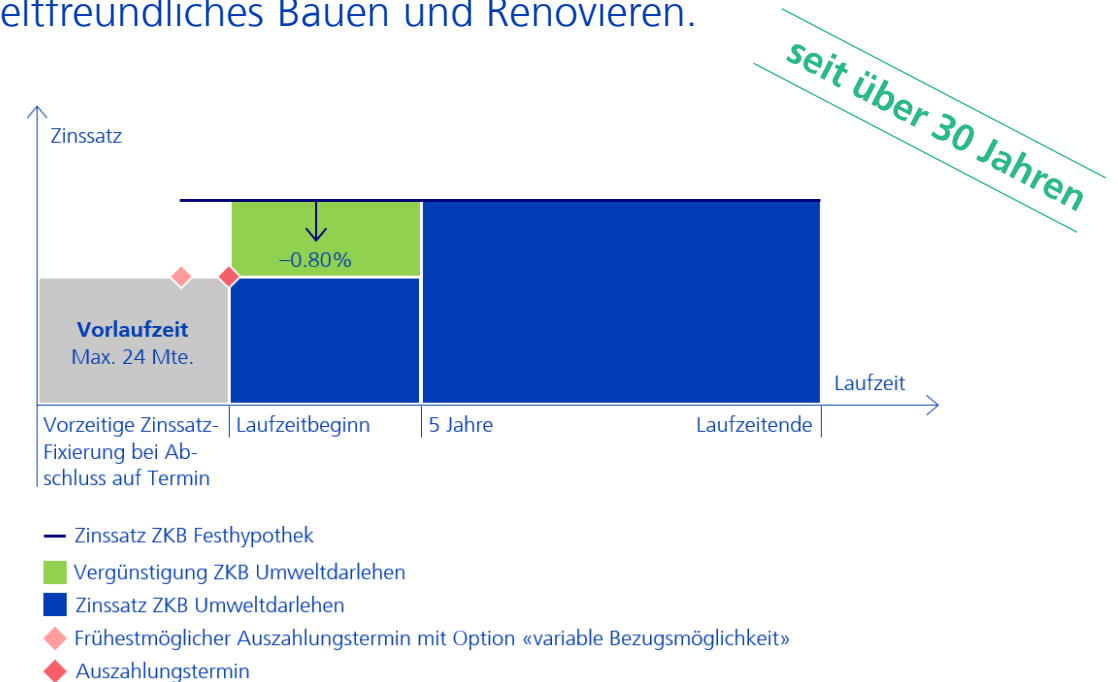 eltfreundliches Bauen und Renovieren.
seit über 30 Jahren
Zinssatz
–0.80%
Vorlaufzeit
Max. 24 Mte.
Laufzeit
Vorzeitige Zinssatz-
Fixierung bei Ab-
schluss auf Termin
Laufzeitbeginn
5 Jahre
Laufzeitende
Zinssatz ZKB Festhypothek
Vergünstigung ZKB Umweltdarlehen
Zinssatz ZKB Umweltdarlehen
Frühestmöglicher Auszahlungstermin mit Option «variable Bezugsmöglichkeit»
Auszahlungstermin